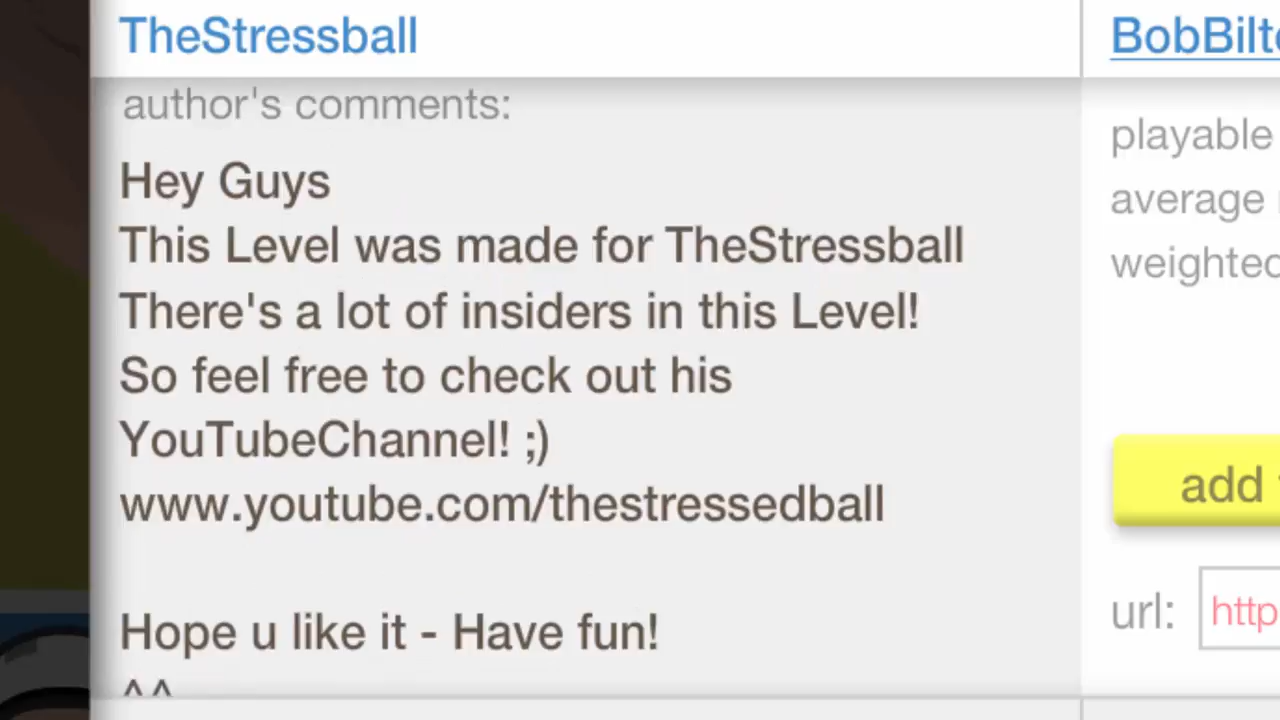 TheStressball
author's comments:
Hey Guys
This Level was made for TheStressball
There's a lot of insiders in this Level!
So feel free to check out his
YouTubeChannel! ;)
www.youtube.com/thestressedball
Hope u like it - Have fun!
^^
BobBilt
playable
average
weighted
add
url: http